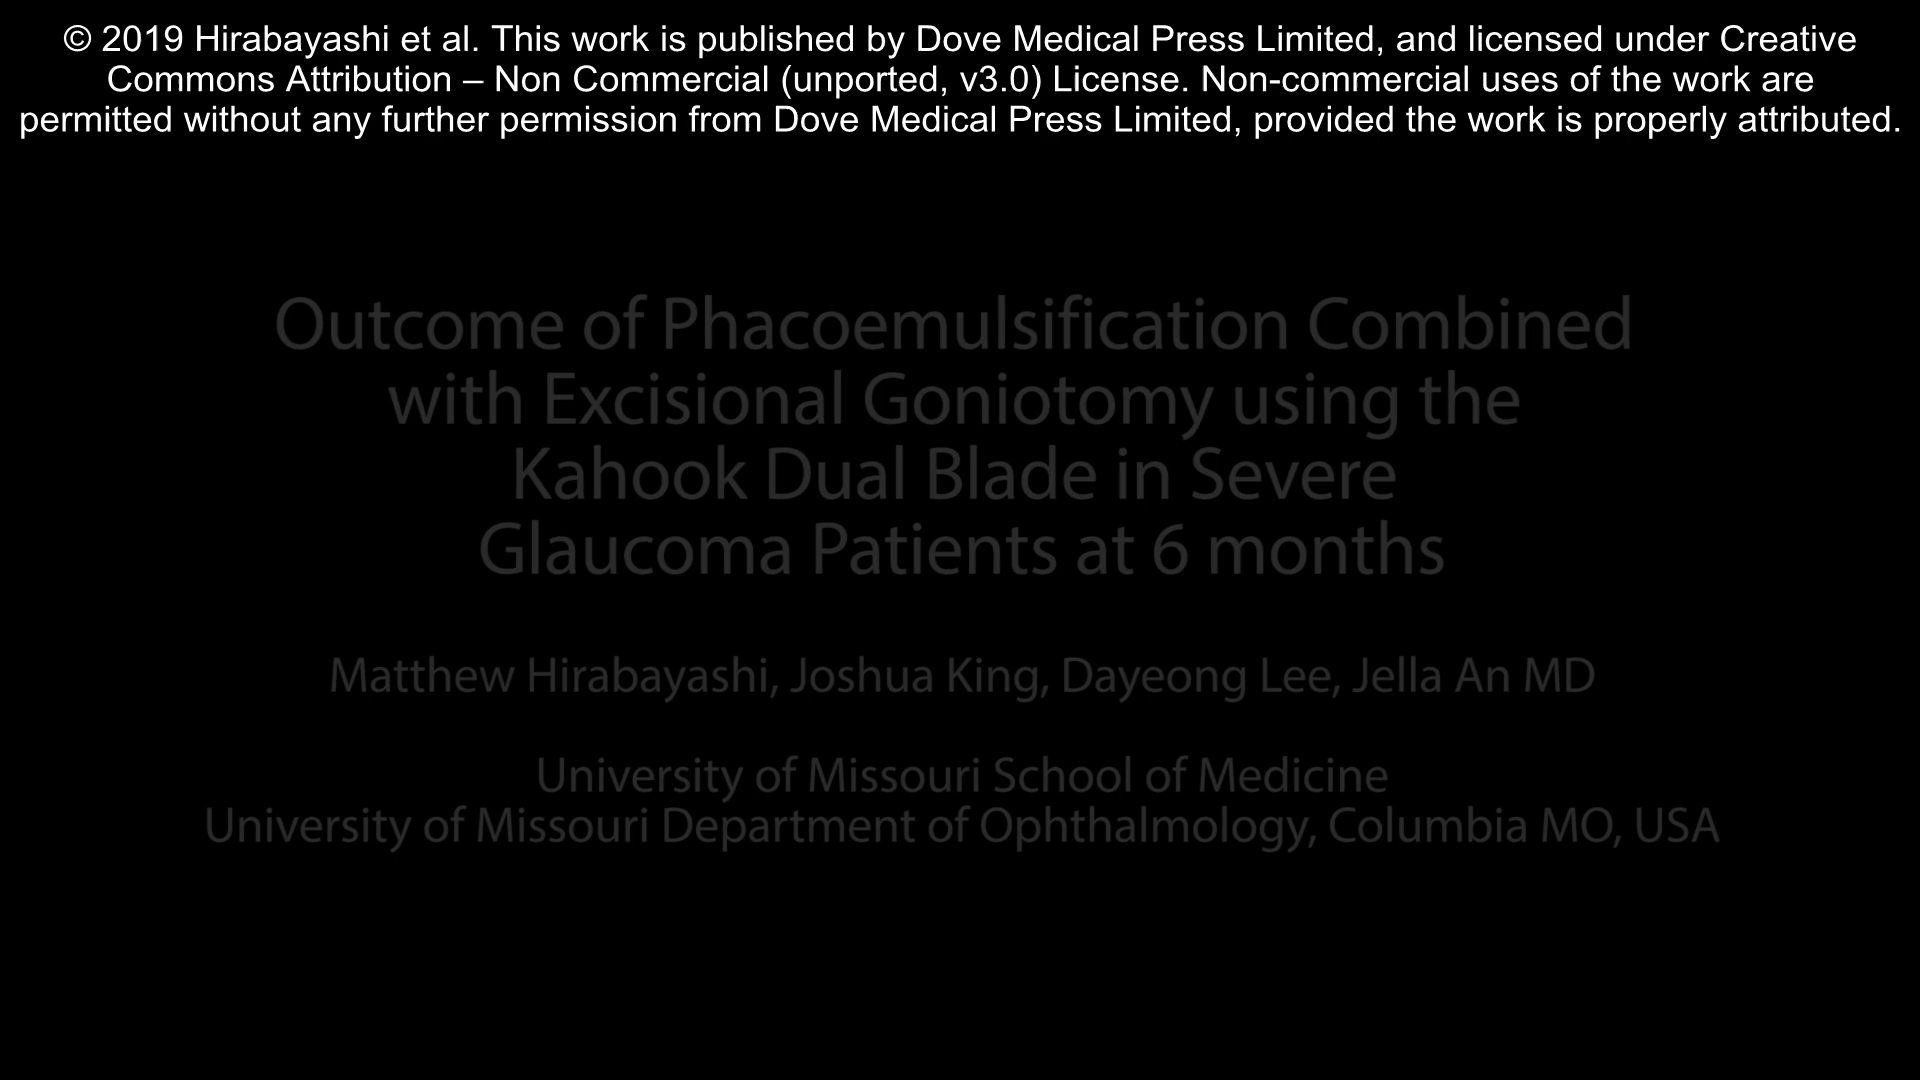 © 2019 Hirabayashi et al. This work is published by Dove Medical Press Limited, and licensed under Creative
Commons Attribution – Non Commercial (unported, v3.0) License. Non-commercial uses of the work are
permitted without any further permission from Dove Medical Press Limited, provided the work is properly attributed.
Outcome of Phacoemulsification Combined
with Excisional Goniotomy using the
Kahook Dual Blade in Severe
Glaucoma Patients at 6 months
Matthew Hirabayashi, Joshua King, Dayeong Lee, Jella An MD
University of Missouri School of Medicine
University of Missouri Department of Ophthalmology, Columbia MO, USA